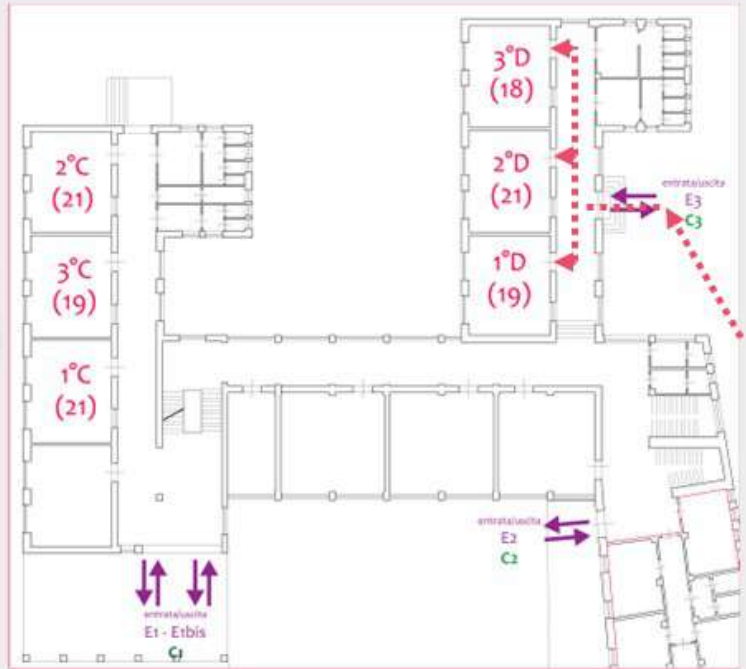 3°D
(18)
2°C
(21)
2°D
(21)
entrata/uscita
E3
C3
3°C
(19)
1°D
(19)
1°C
(21)
entrata/uscita
E2
C2
entrata/uscita
E1 - E1bis
C1